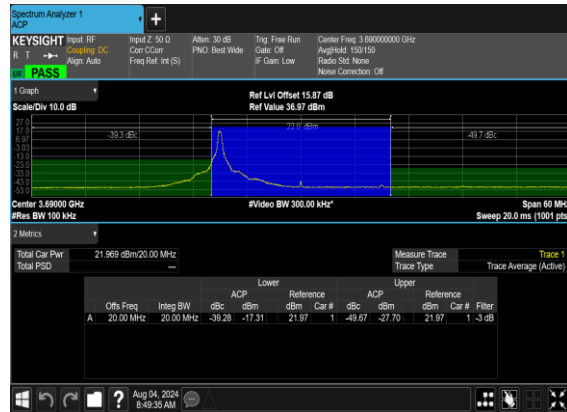 Spectrum Analyzer 1
ACP
KEYSIGHT Input: RF Input Z: 50 Ω Atten: 30 dB Trig: Free Run Center Freq: 3.690000000 GHz
R T Coupling: DC Corr CCorr PNO: Best Wide Gate: Off Avg|Hold: 150/150
Align: Auto Freq Ref: Int (S) IF Gain: Low Radio Std: None
LXI PASS Noise Correction: Off
1 Graph Ref Lvl Offset 15.87 dB
Scale/Div 10.0 dB Ref Value 36.97 dBm
27.0
17.0 -39.3 dBc 22.0 dBm -49.7 dBc
6.97
-3.03
-13.0
-23.0
-33.0
-43.0
-53.0
Center 3.69000 GHz #Video BW 300.00 kHz* Span 60 MHz
#Res BW 100 kHz Sweep 20.0 ms (1001 pts)
2 Metrics
Total Car Pwr 21.969 dBm/20.00 MHz Measure Trace Trace 1
Total PSD --- Trace Type Trace Average (Active)
Lower Upper
ACP Reference ACP Reference
Offs Freq Integ BW dBc dBm dBm Car # dBc dBm dBm Car # Filter
A 20.00 MHz 20.00 MHz -39.28 -17.31 21.97 1 -49.67 -27.70 21.97 1 -3 dB
Aug 04, 2024
8:49:35 AM